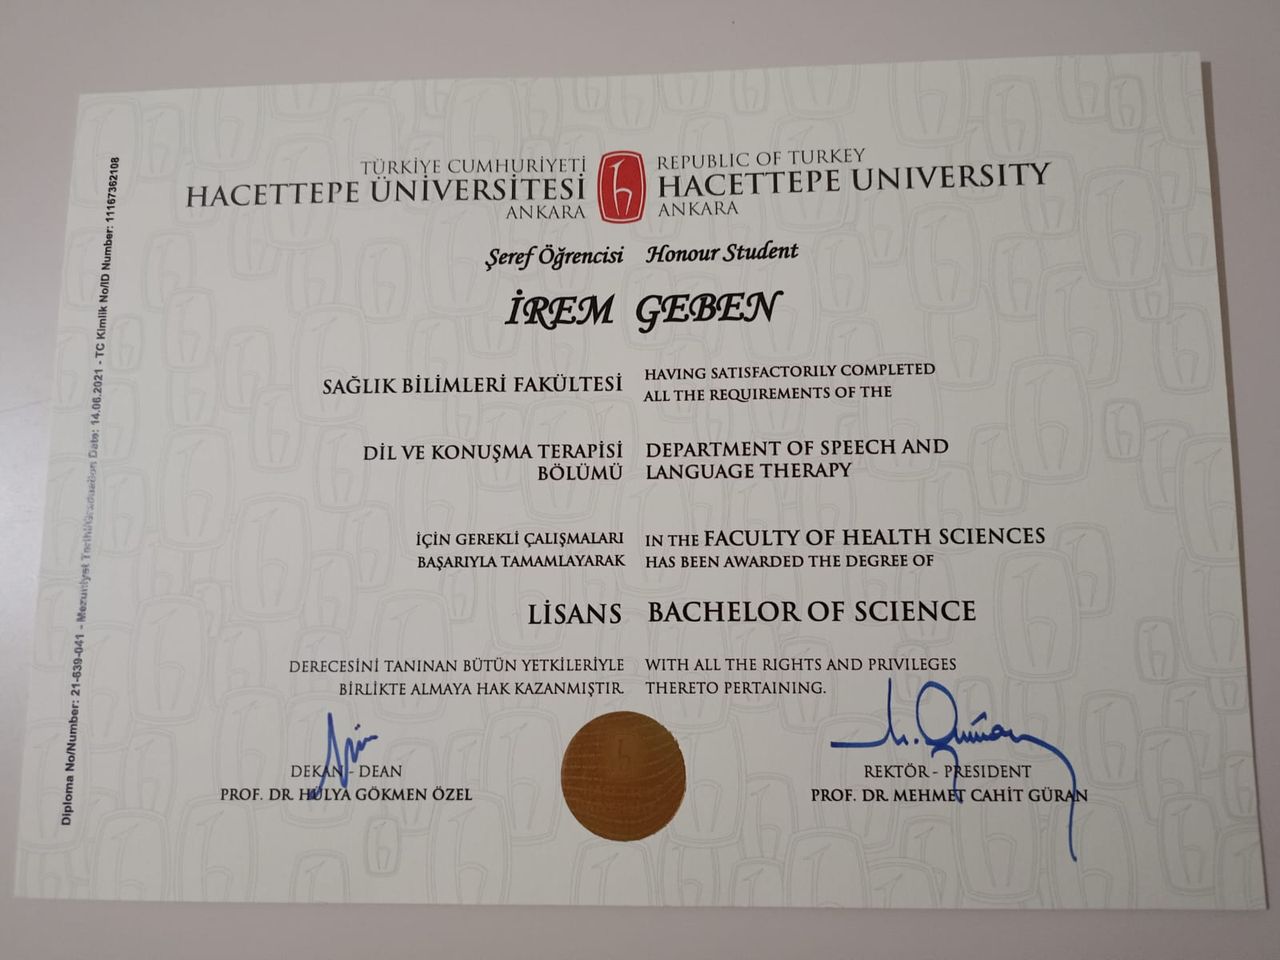 TÜRKİYE CUMHURİYETİ
HACETTEPE ÜNİVERSİTESİ
ANKARA
REPUBLIC OF TURKEY
HACETTEPE UNIVERSITY
ANKARA
Şeref Öğrencisi Honour Student
İREM GEBEN
SAĞLIK BİLİMLERİ FAKÜLTESİ
HAVING SATISFACTORILY COMPLETED
ALL THE REQUIREMENTS OF THE
DİL VE KONUŞMA TERAPİSİ
BÖLÜMÜ
DEPARTMENT OF SPEECH AND
LANGUAGE THERAPY
İÇİN GEREKLİ ÇALIŞMALARI
BAŞARIYLA TAMAMLAYARAK
IN THE FACULTY OF HEALTH SCIENCES
HAS BEEN AWARDED THE DEGREE OF
LİSANS BACHELOR OF SCIENCE
DERECESİNİ TANINAN BÜTÜN YETKİLERİYLE
BİRLİKTE ALMAYA HAK KAZANMIŞTIR.
WITH ALL THE RIGHTS AND PRIVILEGES
THERETO PERTAINING.
DEKAN - DEAN
PROF. DR. HÜLYA GÖKMEN ÖZEL
REKTÖR - PRESIDENT
PROF. DR. MEHMET CAHİT GÜRAN
Diploma No/Number: 21-639-041 - Mezuniyet Tarihi/Graduation Date: 14.06.2021 - TC Kimlik No/ID Number: 11167362108